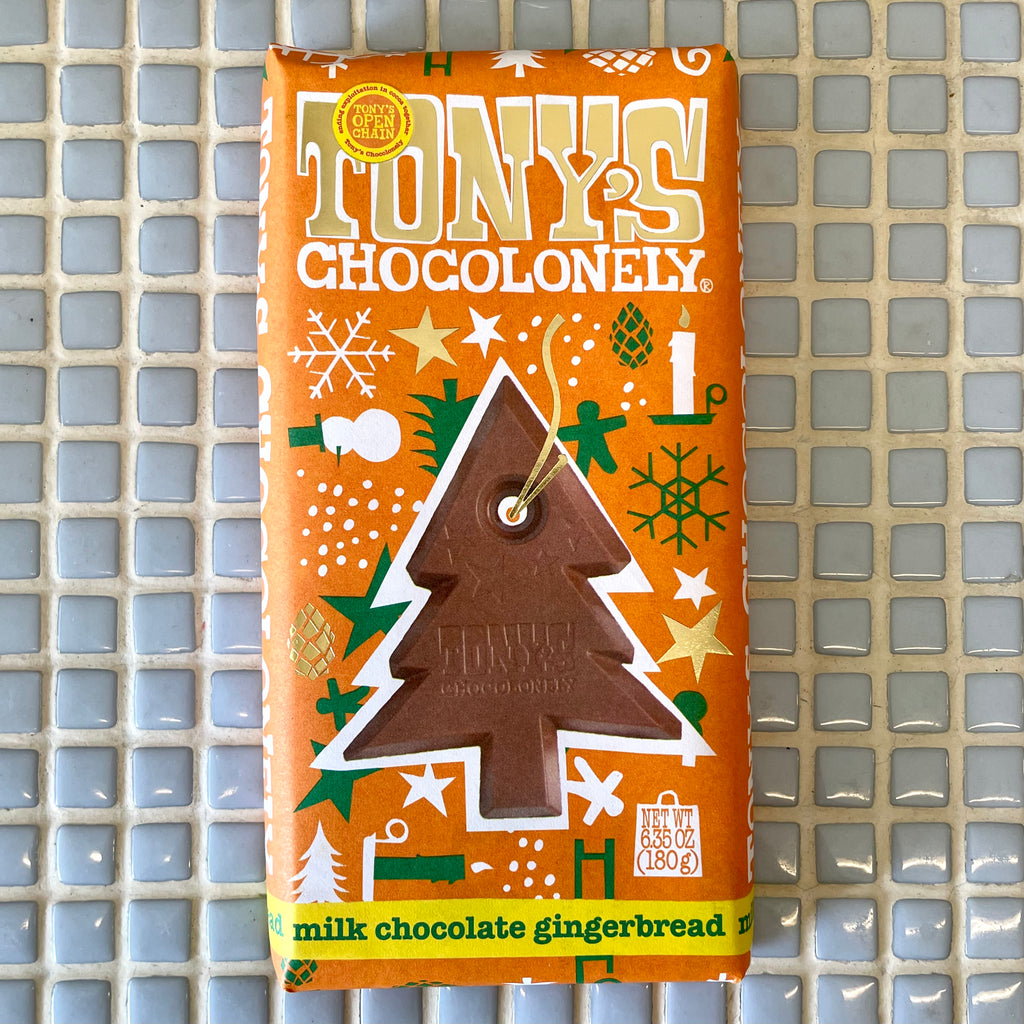 ending exploitation in cocoa together
TONY'S
OPEN
CHAIN
Tony's Chocolonely
TONY'S
CHOCOLONELY®
TONY'S
CHOCOLONELY
NET WT
6.35 OZ
(180g)
milk chocolate gingerbread